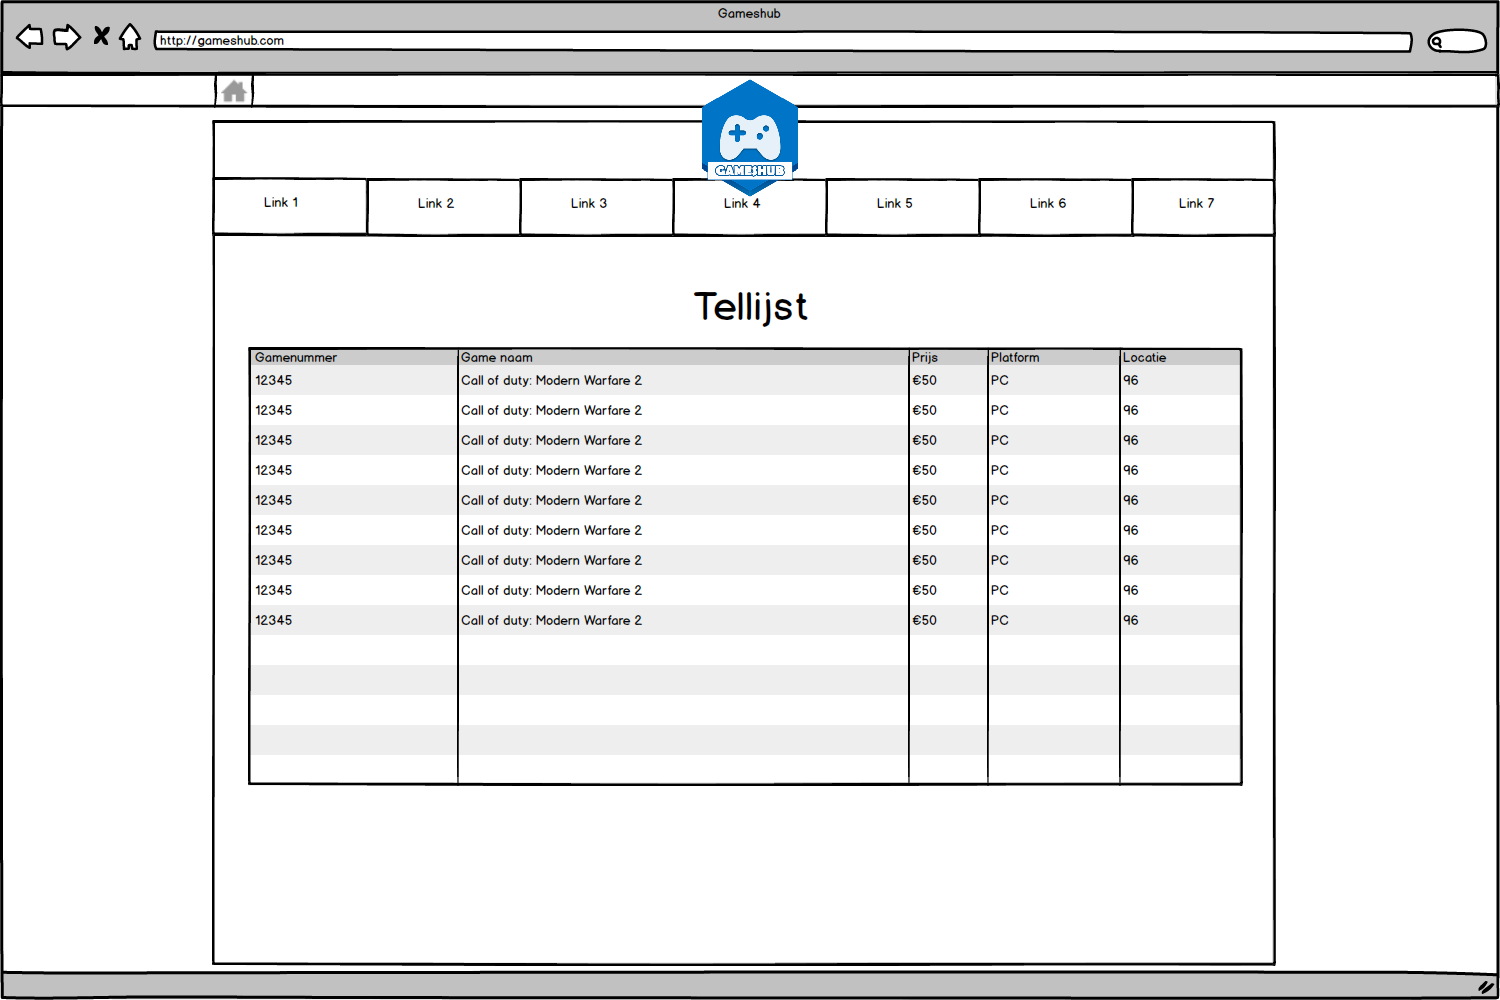 Gameshub
http://gameshub.com
GAMESHUB
Link 1 Link 2 Link 3 Link 4 Link 5 Link 6 Link 7
Tellijst
Gamenummer Game naam Prijs Platform Locatie
12345 Call of duty: Modern Warfare 2 €50 PC 96
12345 Call of duty: Modern Warfare 2 €50 PC 96
12345 Call of duty: Modern Warfare 2 €50 PC 96
12345 Call of duty: Modern Warfare 2 €50 PC 96
12345 Call of duty: Modern Warfare 2 €50 PC 96
12345 Call of duty: Modern Warfare 2 €50 PC 96
12345 Call of duty: Modern Warfare 2 €50 PC 96
12345 Call of duty: Modern Warfare 2 €50 PC 96
12345 Call of duty: Modern Warfare 2 €50 PC 96